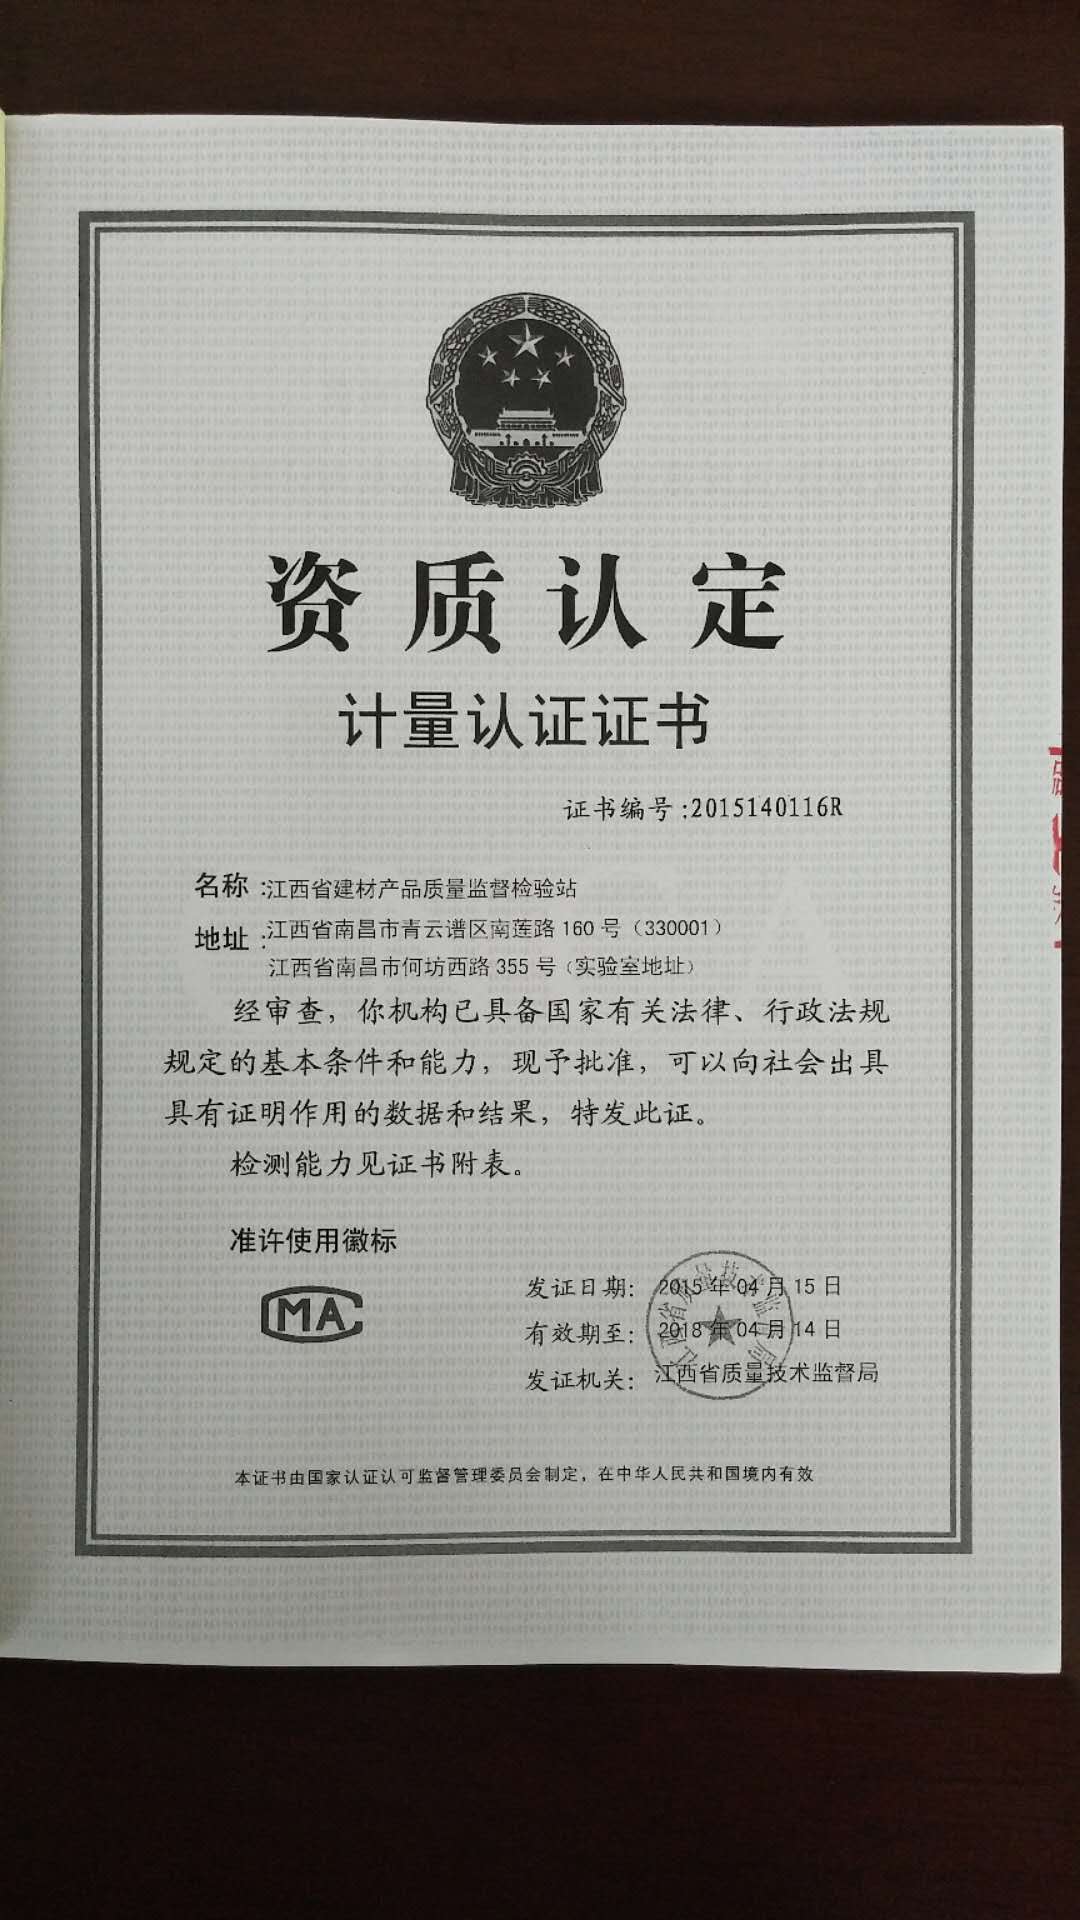 资质认定
计量认证证书
证书编号:2015140116R
名称:江西省建材产品质量监督检验站
地址:江西省南昌市青云谱区南莲路160号（330001）
江西省南昌市何坊西路355号（实验室地址）
经审查，你机构已具备国家有关法律、行政法规
规定的基本条件和能力，现予批准，可以向社会出具
具有证明作用的数据和结果，特发此证。
检测能力见证书附表。
准许使用徽标
MA
发证日期：2015年04月15日
有效期至：2018年04月14日
发证机关：江西省质量技术监督局
江西省质量技术监督局
本证书由国家认证认可监督管理委员会制定，在中华人民共和国境内有效